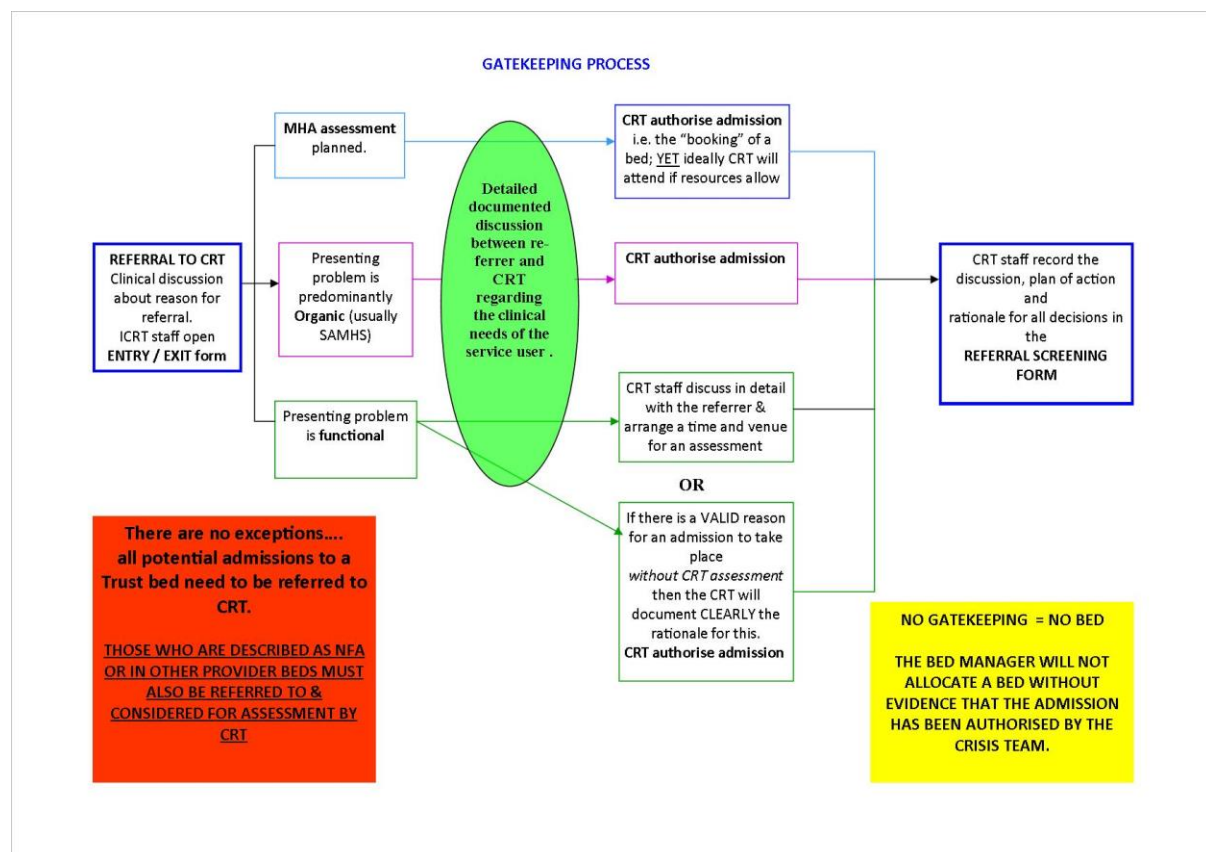 GATEKEEPING PROCESS
MHA assessment
planned.
CRT authorise admission
i.e. the “booking” of a
bed; YET ideally CRT will
attend if resources allow
Detailed
documented
discussion
between re-
ferrer and
CRT
regarding
the clinical
needs of the
service user .
REFERRAL TO CRT
Clinical discussion
about reason for
referral.
ICRT staff open
ENTRY / EXIT form
Presenting
problem is
predominantly
Organic (usually
SAMHS)
CRT authorise admission
CRT staff record the
discussion, plan of action
and
rationale for all decisions in
the
REFERRAL SCREENING
FORM
Presenting problem
is functional
CRT staff discuss in detail
with the referrer &
arrange a time and venue
for an assessment
OR
If there is a VALID reason
for an admission to take
place
without CRT assessment
then the CRT will
document CLEARLY the
rationale for this.
CRT authorise admission
There are no exceptions....
all potential admissions to a
Trust bed need to be referred to
CRT.
THOSE WHO ARE DESCRIBED AS NFA
OR IN OTHER PROVIDER BEDS MUST
ALSO BE REFERRED TO &
CONSIDERED FOR ASSESSMENT BY
CRT
NO GATEKEEPING = NO BED
THE BED MANAGER WILL NOT
ALLOCATE A BED WITHOUT
EVIDENCE THAT THE ADMISSION
HAS BEEN AUTHORISED BY THE
CRISIS TEAM.